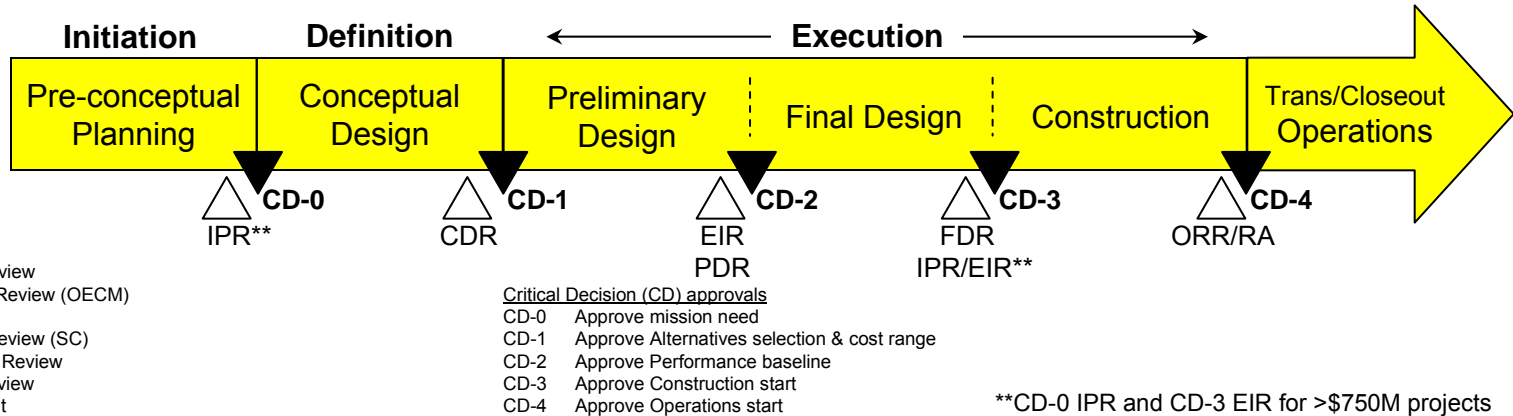 Initiation
Definition
Execution
Pre-conceptual
Planning
Conceptual
Design
Preliminary
Design
Final Design
Construction
Trans/Closeout
Operations
CD-0
CD-1
CD-2
CD-3
CD-4
IPR**
CDR
EIR
PDR
FDR
IPR/EIR**
ORR/RA
Review (OECM)
eview (SC)
Review
Critical Decision (CD) approvals
CD-0 Approve mission need
CD-1 Approve Alternatives selection & cost range
CD-2 Approve Performance baseline
CD-3 Approve Construction start
CD-4 Approve Operations start
**CD-0 IPR and CD-3 EIR for >$750M projects